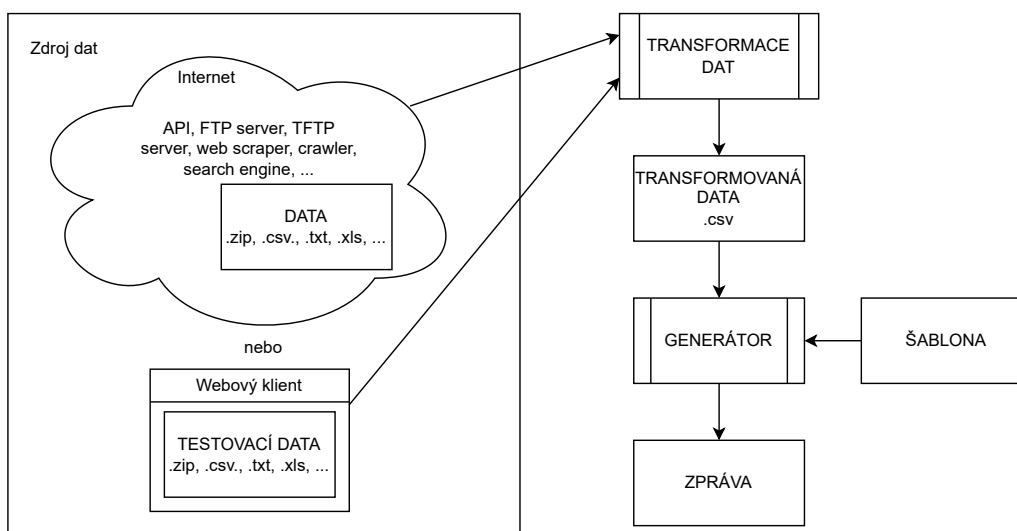 Zdroj dat
Internet
API, FTP server, TFTP
server, web scraper, crawler,
search engine, ...
DATA
.zip, .csv., .txt, .xls, ...
nebo
Webový klient
TESTOVACÍ DATA
.zip, .csv., .txt, .xls, ...
TRANSFORMACE
DAT
TRANSFORMOVANÁ
DATA
.csv
GENERÁTOR
ŠABLONA
ZPRÁVA